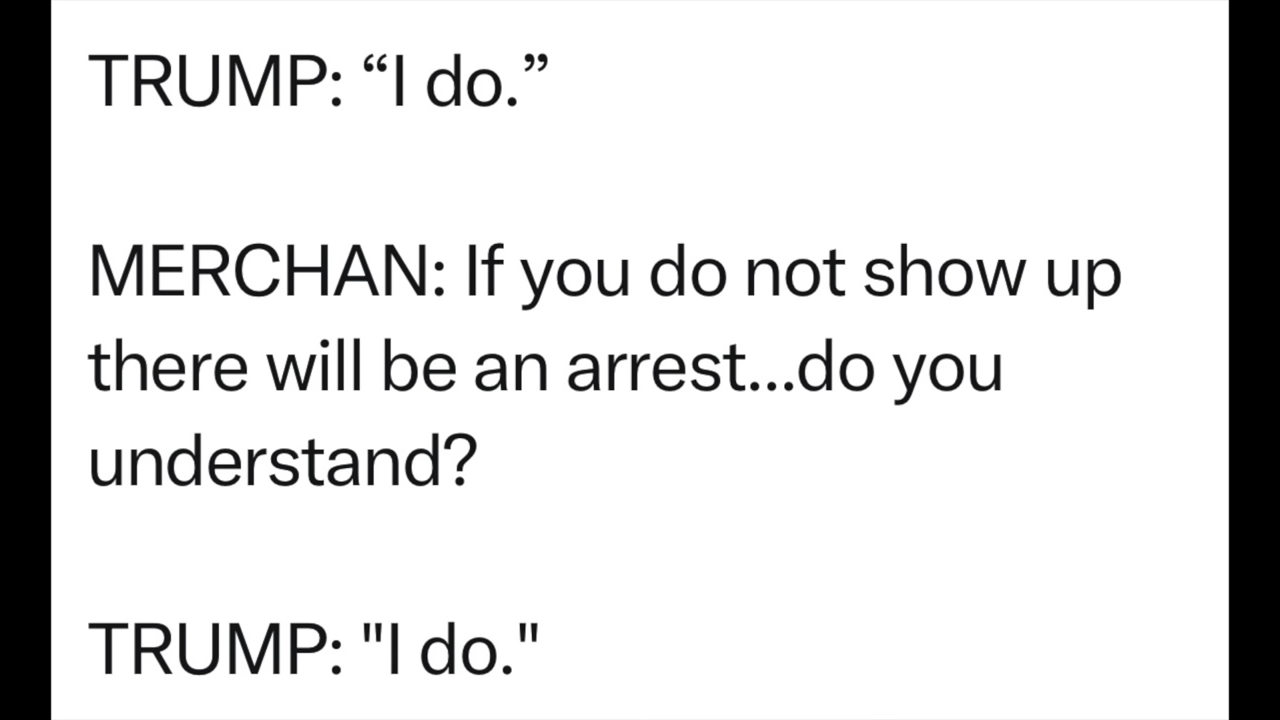 TRUMP: “I do.”
MERCHAN: If you do not show up
there will be an arrest...do you
understand?
TRUMP: "I do."